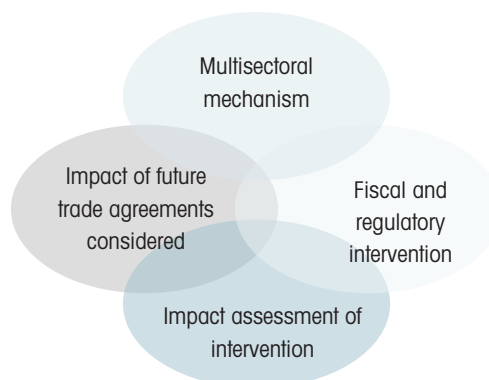 Multisectoral
mechanism
Impact of future
trade agreements
considered
Fiscal and
regulatory
intervention
Impact assessment of
intervention